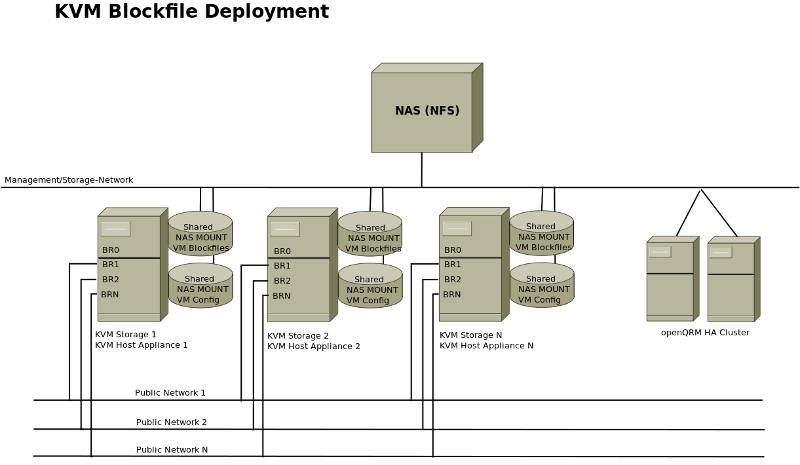 KVM Blockfile Deployment
NAS (NFS)
Management/Storage-Network
Shared
NAS MOUNT
VM Blockfiles
Shared
NAS MOUNT
VM Config
BR0
BR1
BR2
BRN
KVM Storage 1
KVM Host Appliance 1
Shared
NAS MOUNT
VM Blockfiles
Shared
NAS MOUNT
VM Config
BR0
BR1
BR2
BRN
KVM Storage 2
KVM Host Appliance 2
Shared
NAS MOUNT
VM Blockfiles
Shared
NAS MOUNT
VM Config
BR0
BR1
BR2
BRN
KVM Storage N
KVM Host Appliance N
openQRM HA Cluster
Public Network 1
Public Network 2
Public Network N